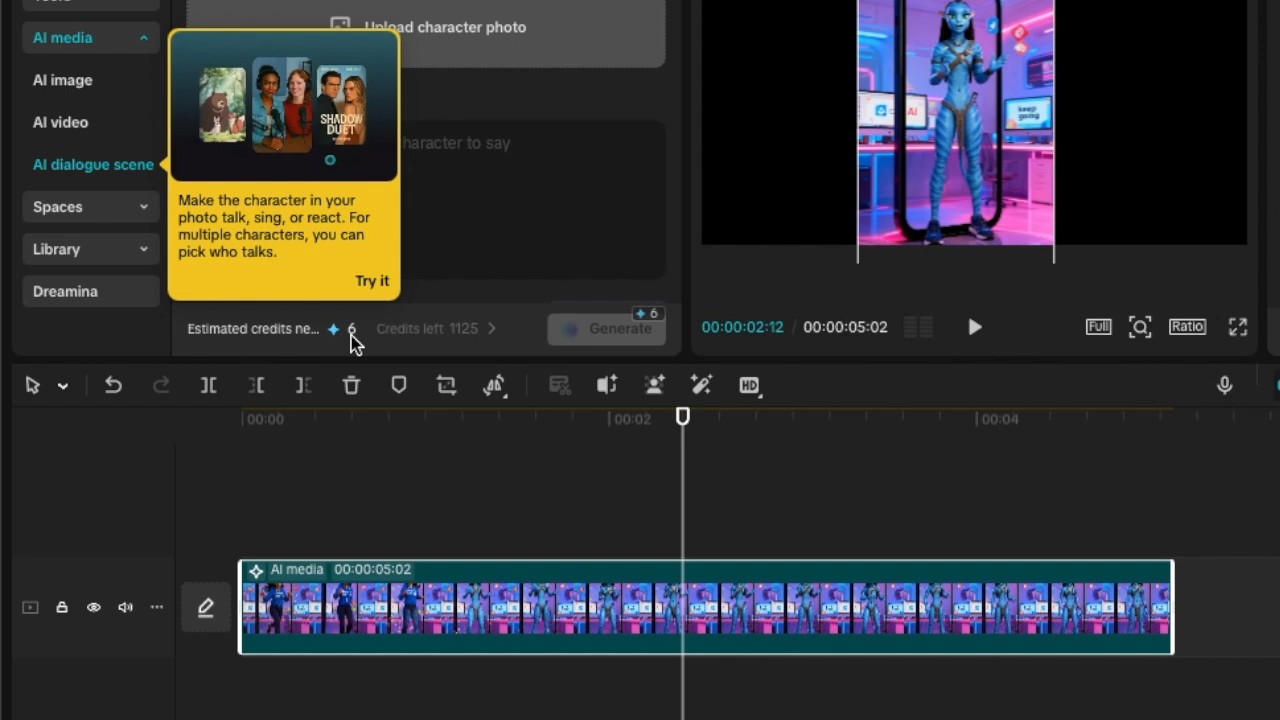 AI media
AI image
AI video
AI dialogue scene
Spaces
Library
Dreamina
Upload character photo
SHADOW
DUET
haracter to say
Make the character in your
photo talk, sing, or react. For
multiple characters, you can
pick who talks.
Try it
Estimated credits ne... 6
Credits left 1125
6
Generate
AI
keep
going
00:00:02:12 / 00:00:05:02
Full
Ratio
HD
00:00
00:02
00:04
AI media 00:00:05:02